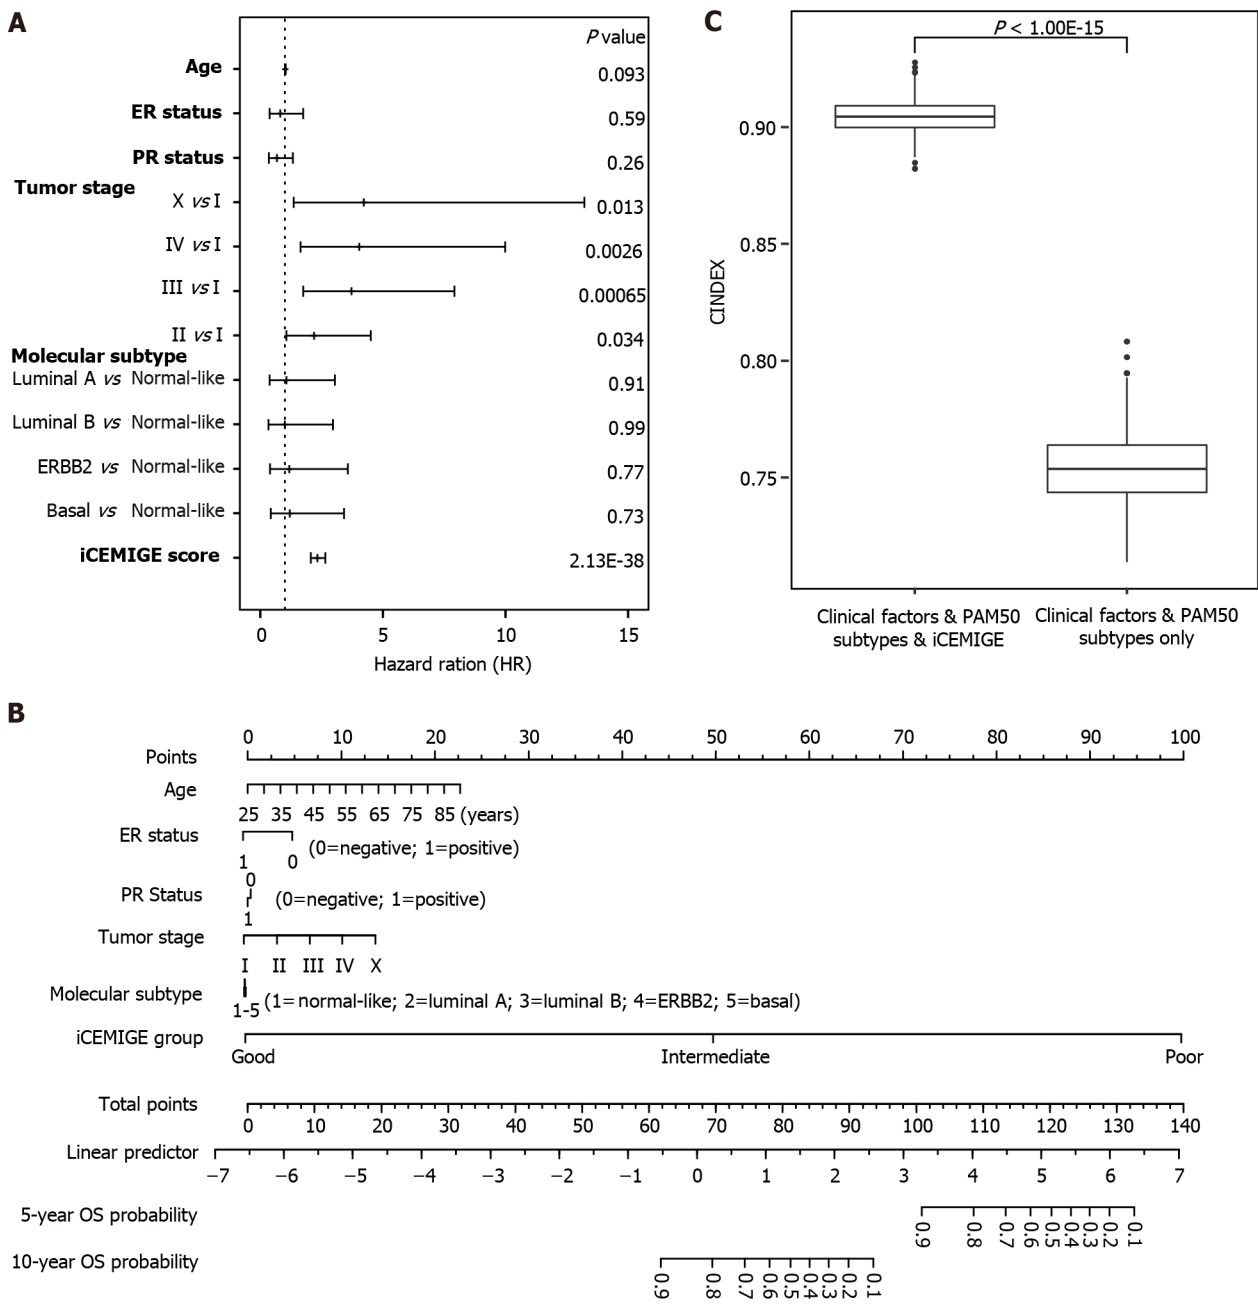 A
P value
Age
0.093
ER status
0.59
PR status
0.26
Tumor stage
X vs I
0.013
IV vs I
0.0026
III vs I
0.00065
II vs I
0.034
Molecular subtype
Luminal A vs Normal-like
0.91
Luminal B vs Normal-like
0.99
ERBB2 vs Normal-like
0.77
Basal vs Normal-like
0.73
iCEMIGE score
2.13E-38
0 5 10 15
Hazard ration (HR)
C
P < 1.00E-15
0.90
0.85
0.80
0.75
CINDEX
Clinical factors & PAM50
subtypes & iCEMIGE
Clinical factors & PAM50
subtypes only
B
0 10 20 30 40 50 60 70 80 90 100
Points
Age
25 35 45 55 65 75 85 (years)
ER status
1 0 (0=negative; 1=positive)
0
PR Status
(0=negative; 1=positive)
1
Tumor stage
I II III IV X
Molecular subtype
1-5 (1= normal-like; 2=luminal A; 3=luminal B; 4=ERBB2; 5=basal)
iCEMIGE group
Good Intermediate Poor
Total points
0 10 20 30 40 50 60 70 80 90 100 110 120 130 140
Linear predictor
−7 −6 −5 −4 −3 −2 −1 0 1 2 3 4 5 6 7
5-year OS probability
0.9 0.8 0.7 0.6 0.5 0.4 0.3 0.2 0.1
10-year OS probability
0.9 0.8 0.7 0.6 0.5 0.4 0.3 0.2 0.1